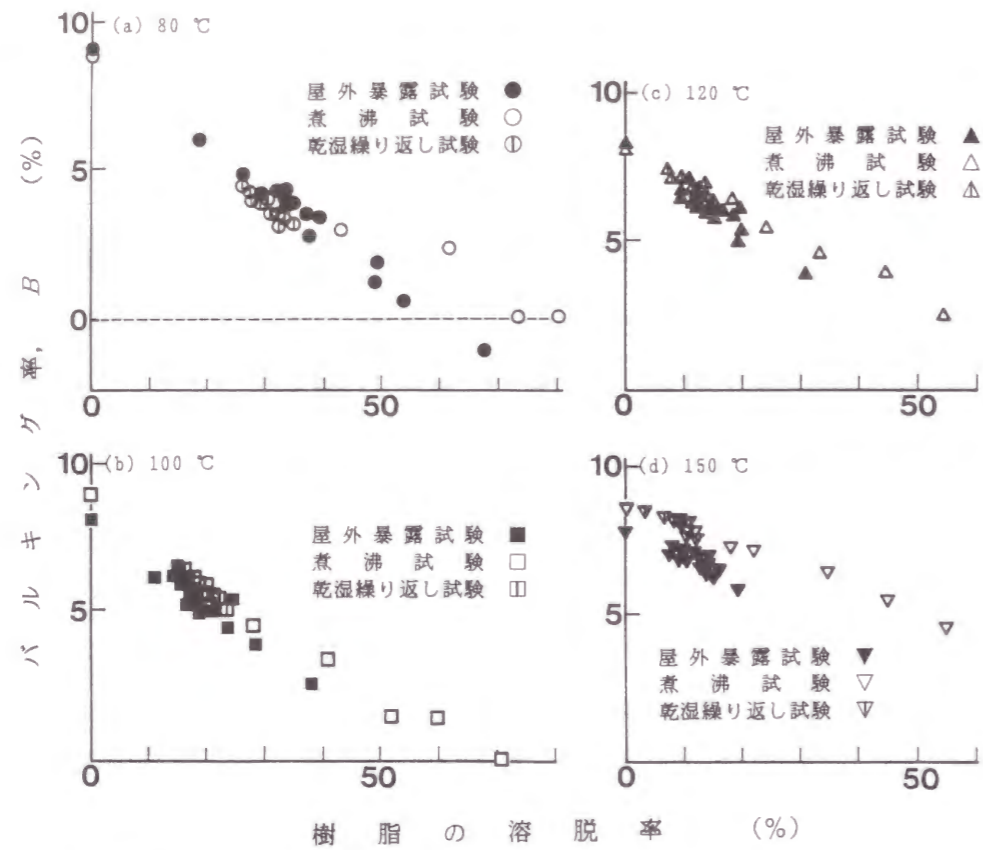 バルキング率, B (%)
10
(a) 80 ℃
屋外暴露試験 ●
煮沸試験 ○
乾湿繰り返し試験 ⦶
5
0
0
50
10
(c) 120 ℃
屋外暴露試験 ▲
煮沸試験 △
乾湿繰り返し試験 ◬
5
0
50
10
(b) 100 ℃
屋外暴露試験 ■
煮沸試験 □
乾湿繰り返し試験 ◫
5
0
50
10
(d) 150 ℃
5
屋外暴露試験 ▼
煮沸試験 ▽
乾湿繰り返し試験
0
50
樹脂の溶脱率 (%)